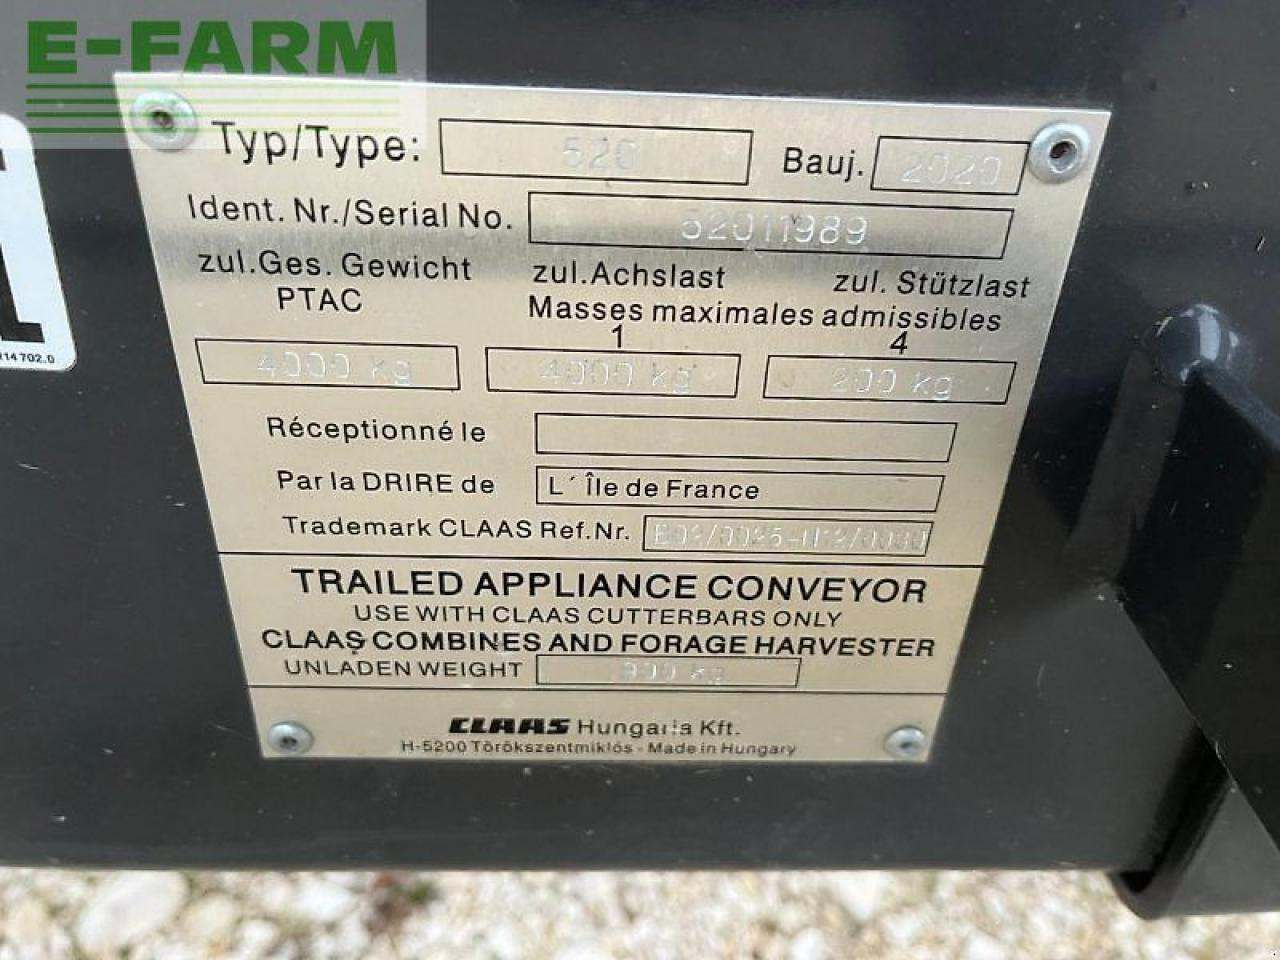 E-FARM
Typ/Type: 520 Bauj. 2020
Ident. Nr./Serial No. 52011989
zul.Ges. Gewicht zul.Achslast zul. Stützlast
PTAC Masses maximales admissibles
1 4
4000 kg 4000 kg 200 kg
Réceptionné le
Par la DRIRE de L´Île de France
Trademark CLAAS Ref.Nr.
TRAILED APPLIANCE CONVEYOR
USE WITH CLAAS CUTTERBARS ONLY
CLAAS COMBINES AND FORAGE HARVESTER
UNLADEN WEIGHT 900 kg
CLAAS Hungaria Kft.
H-5200 Törökszentmiklós - Made in Hungary